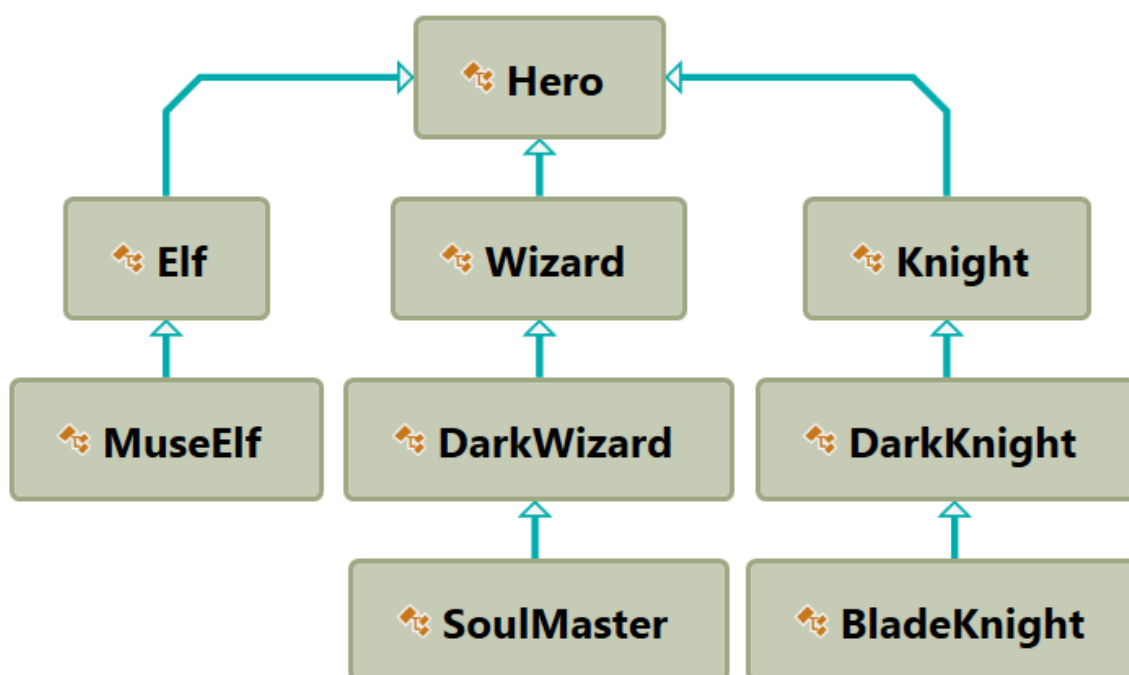 Hero
Elf
Wizard
Knight
MuseElf
DarkWizard
DarkKnight
SoulMaster
BladeKnight